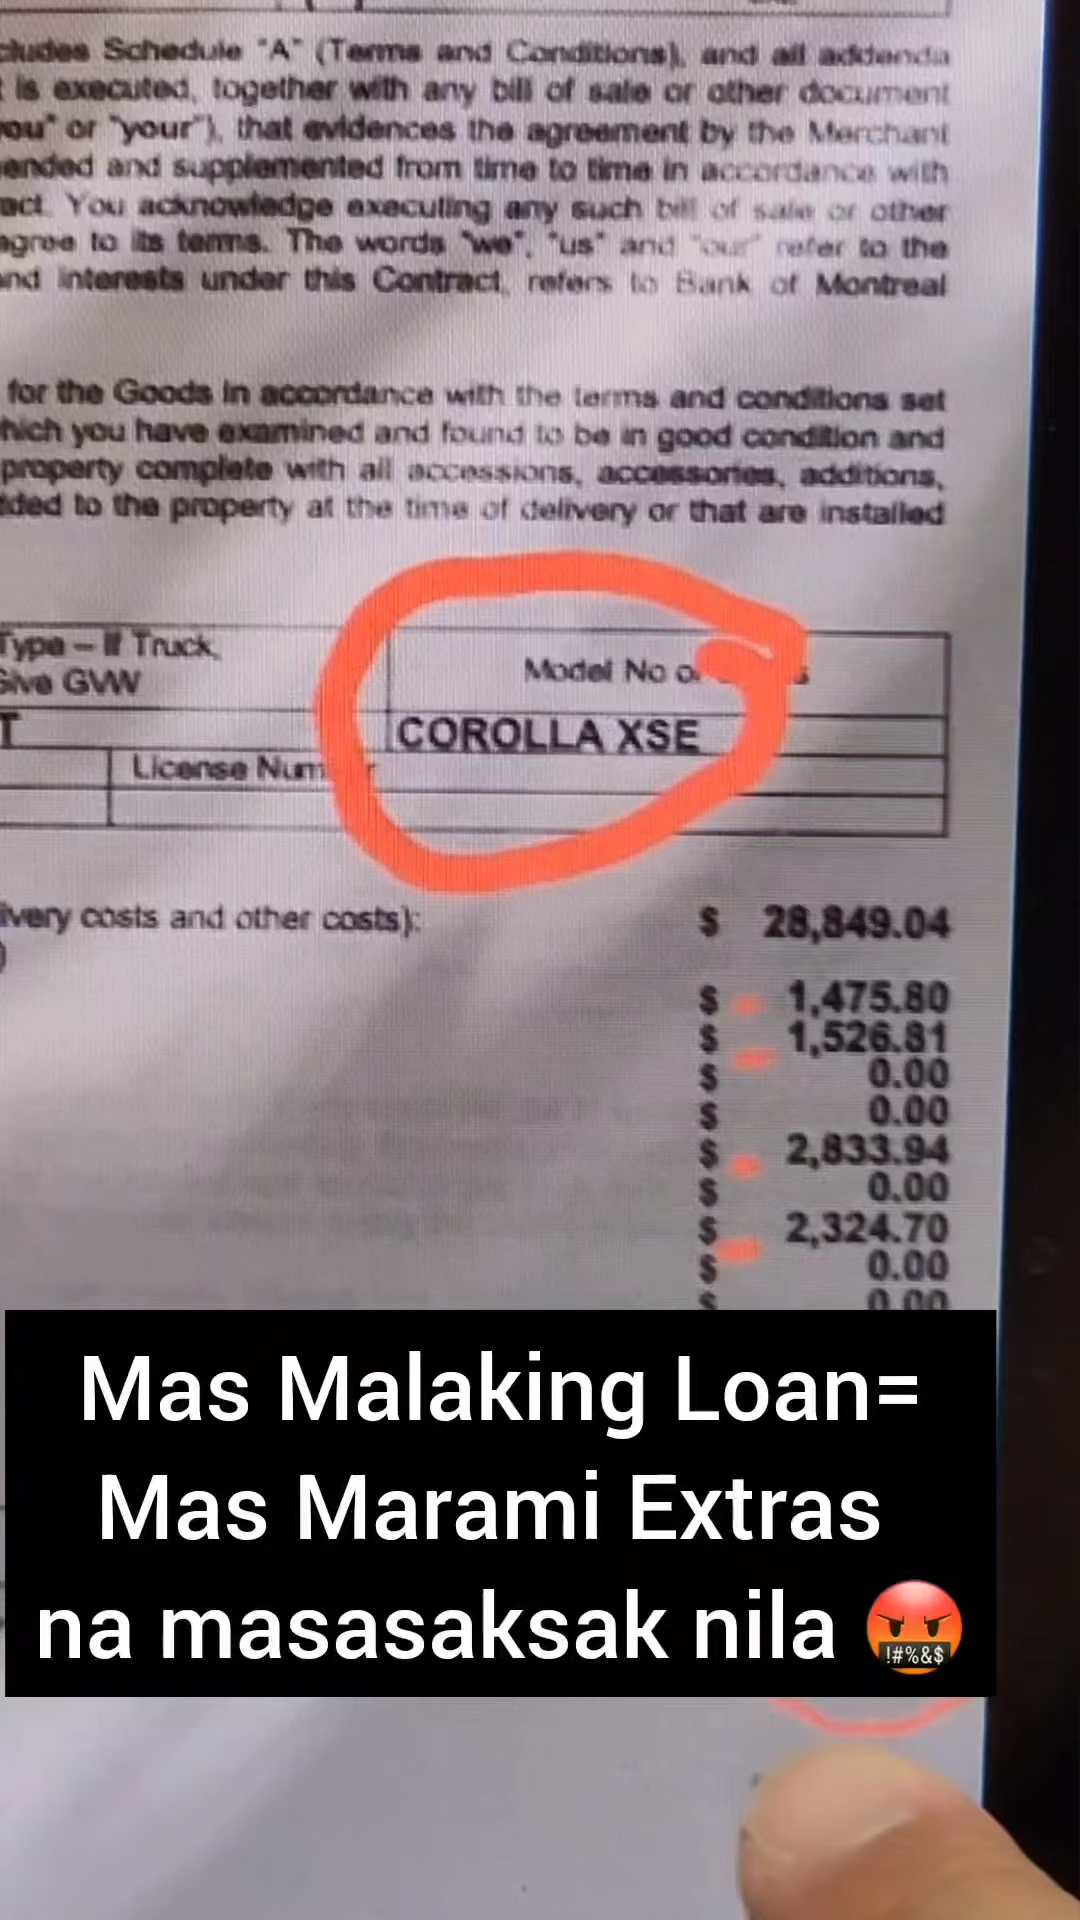 cludes Schedule "A" (Terms and Conditions), and all addenda
is executed, together with any bill of sale or other document
you" or "your"), that evidences the agreement by the Merchant
ended and supplemented from time to time in accordance with
act. You acknowledge executing any such bill of sale or other
agree to its terms. The words "we", "us" and "our" refer to the
and interests under this Contract, refers to Bank of Montreal
for the Goods in accordance with the terms and conditions set
hich you have examined and found to be in good condition and
property complete with all accessions, accessories, additions,
ded to the property at the time of delivery or that are installed
Type – If Truck,
Give GVW
Model No or
T
COROLLA XSE
License Number
ivery costs and other costs):
$ 28,849.04
)
$ 1,475.80
$ 1,526.81
$ 0.00
$ 0.00
$ 2,833.94
$ 0.00
$ 2,324.70
$ 0.00
$ 0.00
Mas Malaking Loan=
Mas Marami Extras
na masasaksak nila 🤬